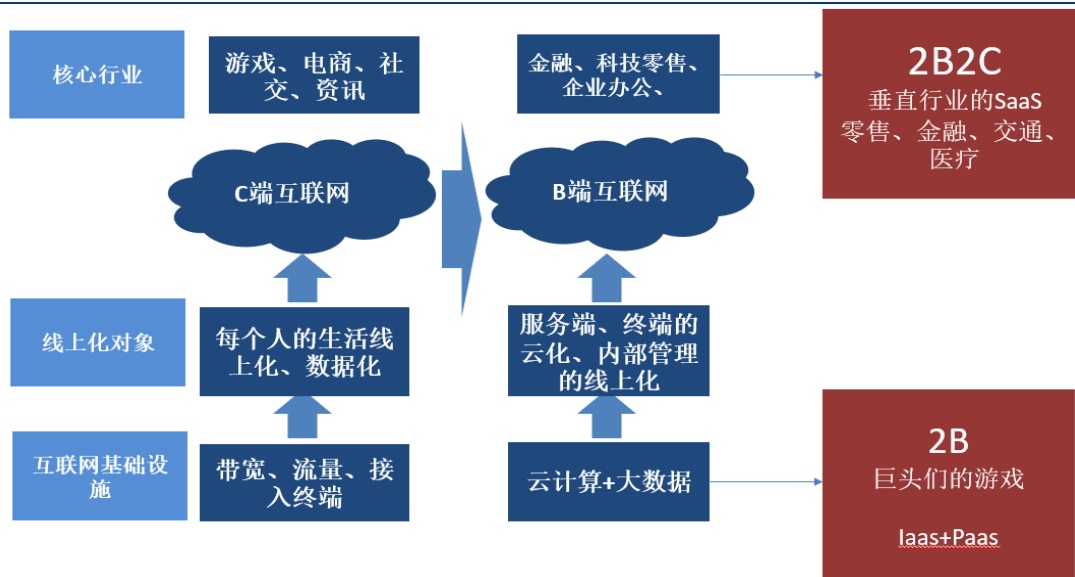 核心行业
游戏、电商、社
交、资讯
金融、科技零售、
企业办公、
2B2C
垂直行业的SaaS
零售、金融、交通、
医疗
C端互联网
B端互联网
线上化对象
每个人的生活线
上化、数据化
服务端、终端的
云化、内部管理
的线上化
互联网基础设
施
带宽、流量、接
入终端
云计算+大数据
2B
巨头们的游戏
Iaas+Paas